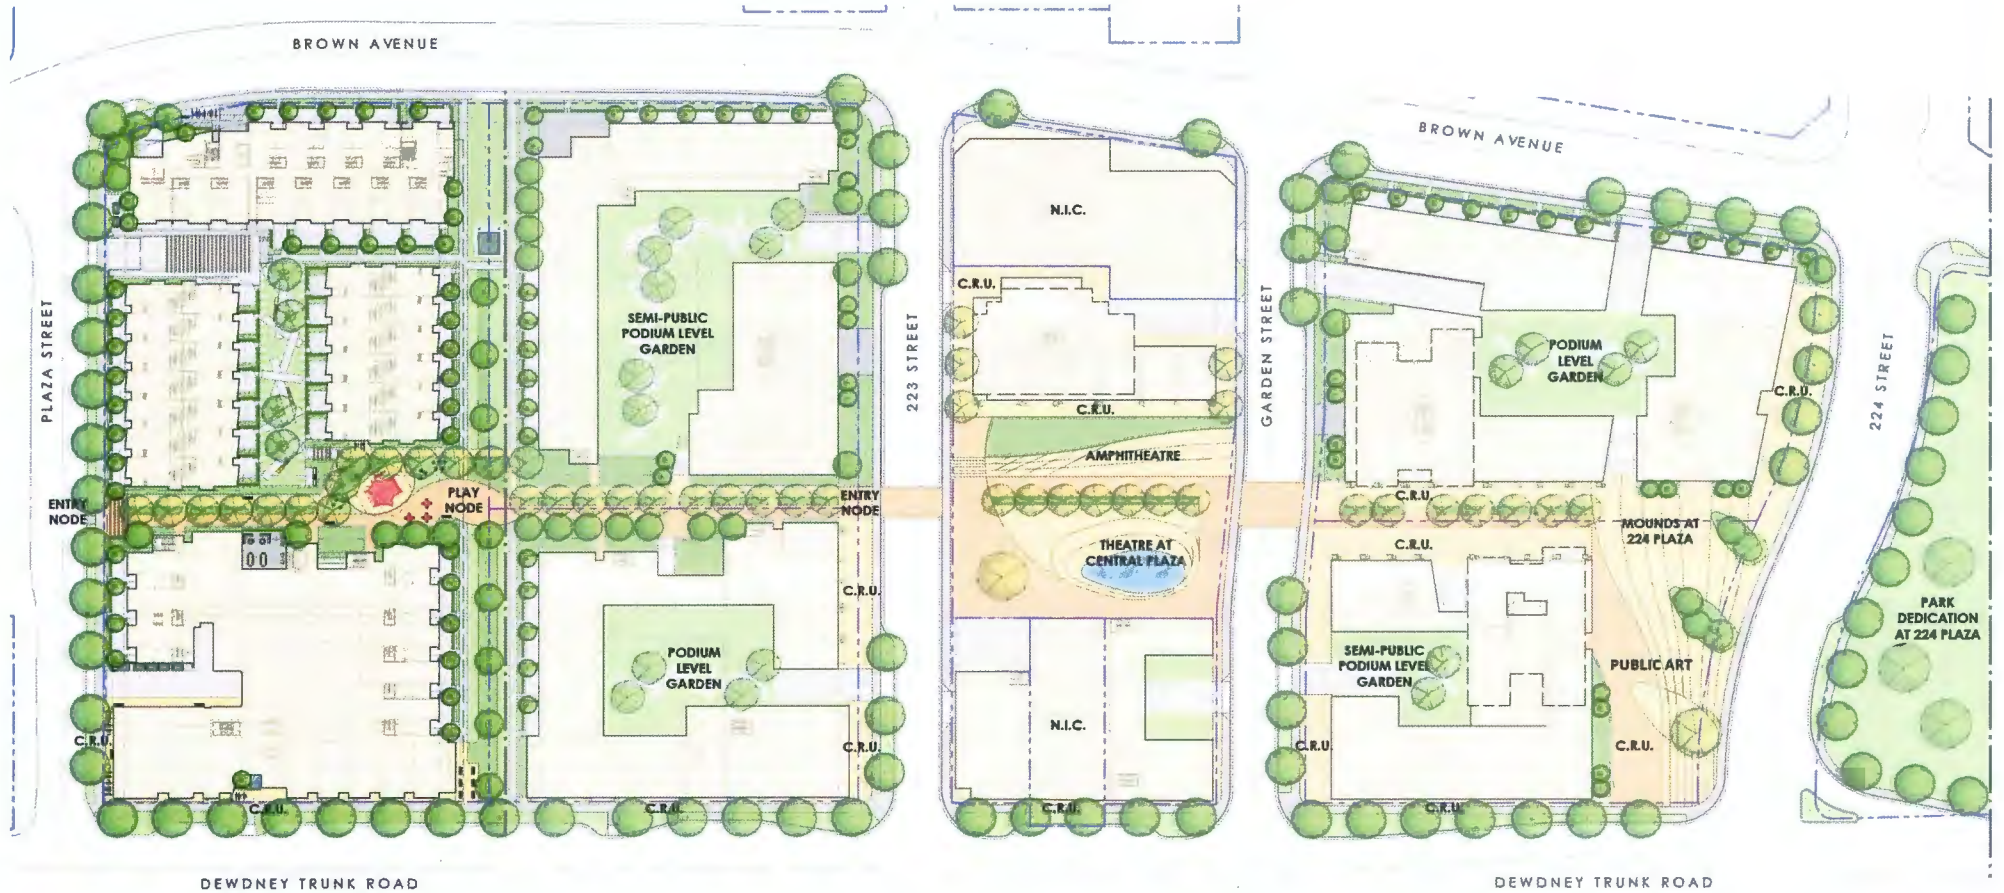 BROWN AVENUE
BROWN AVENUE
N.I.C.
C.R.U.
SEMI-PUBLIC
PODIUM LEVEL
GARDEN
PLAZA STREET
223 STREET
GARDEN STREET
PODIUM
LEVEL
GARDEN
224 STREET
C.R.U.
C.R.U.
AMPHITHEATRE
ENTRY
NODE
PLAY
NODE
ENTRY
NODE
C.R.U.
MOUNDS AT
224 PLAZA
THEATRE AT
CENTRAL PLAZA
C.R.U.
C.R.U.
PARK
DEDICATION
AT 224 PLAZA
PODIUM
LEVEL
GARDEN
SEMI-PUBLIC
PODIUM LEVEL
GARDEN
PUBLIC ART
N.I.C.
C.R.U.
C.R.U.
C.R.U.
C.R.U.
C.R.U.
C.R.U.
C.R.U.
C.R.U.
DEWDNEY TRUNK ROAD
DEWDNEY TRUNK ROAD